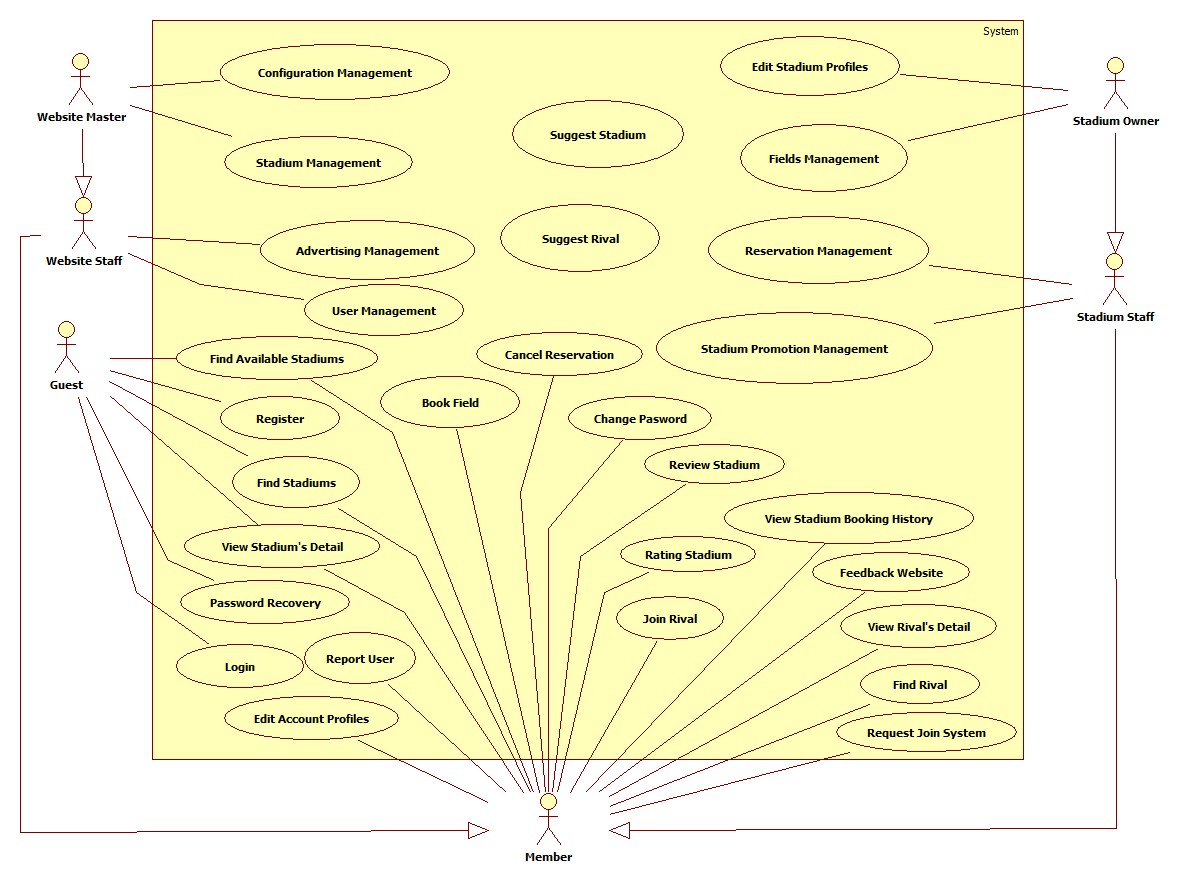 System
Configuration Management
Edit Stadium Profiles
Website Master
Stadium Owner
Suggest Stadium
Stadium Management
Fields Management
Suggest Rival
Advertising Management
Reservation Management
Website Staff
User Management
Stadium Staff
Find Available Stadiums
Cancel Reservation
Stadium Promotion Management
Guest
Book Field
Register
Change Pasword
Review Stadium
Find Stadiums
View Stadium Booking History
View Stadium's Detail
Rating Stadium
Feedback Website
Password Recovery
Join Rival
View Rival's Detail
Login
Report User
Find Rival
Edit Account Profiles
Request Join System
Member